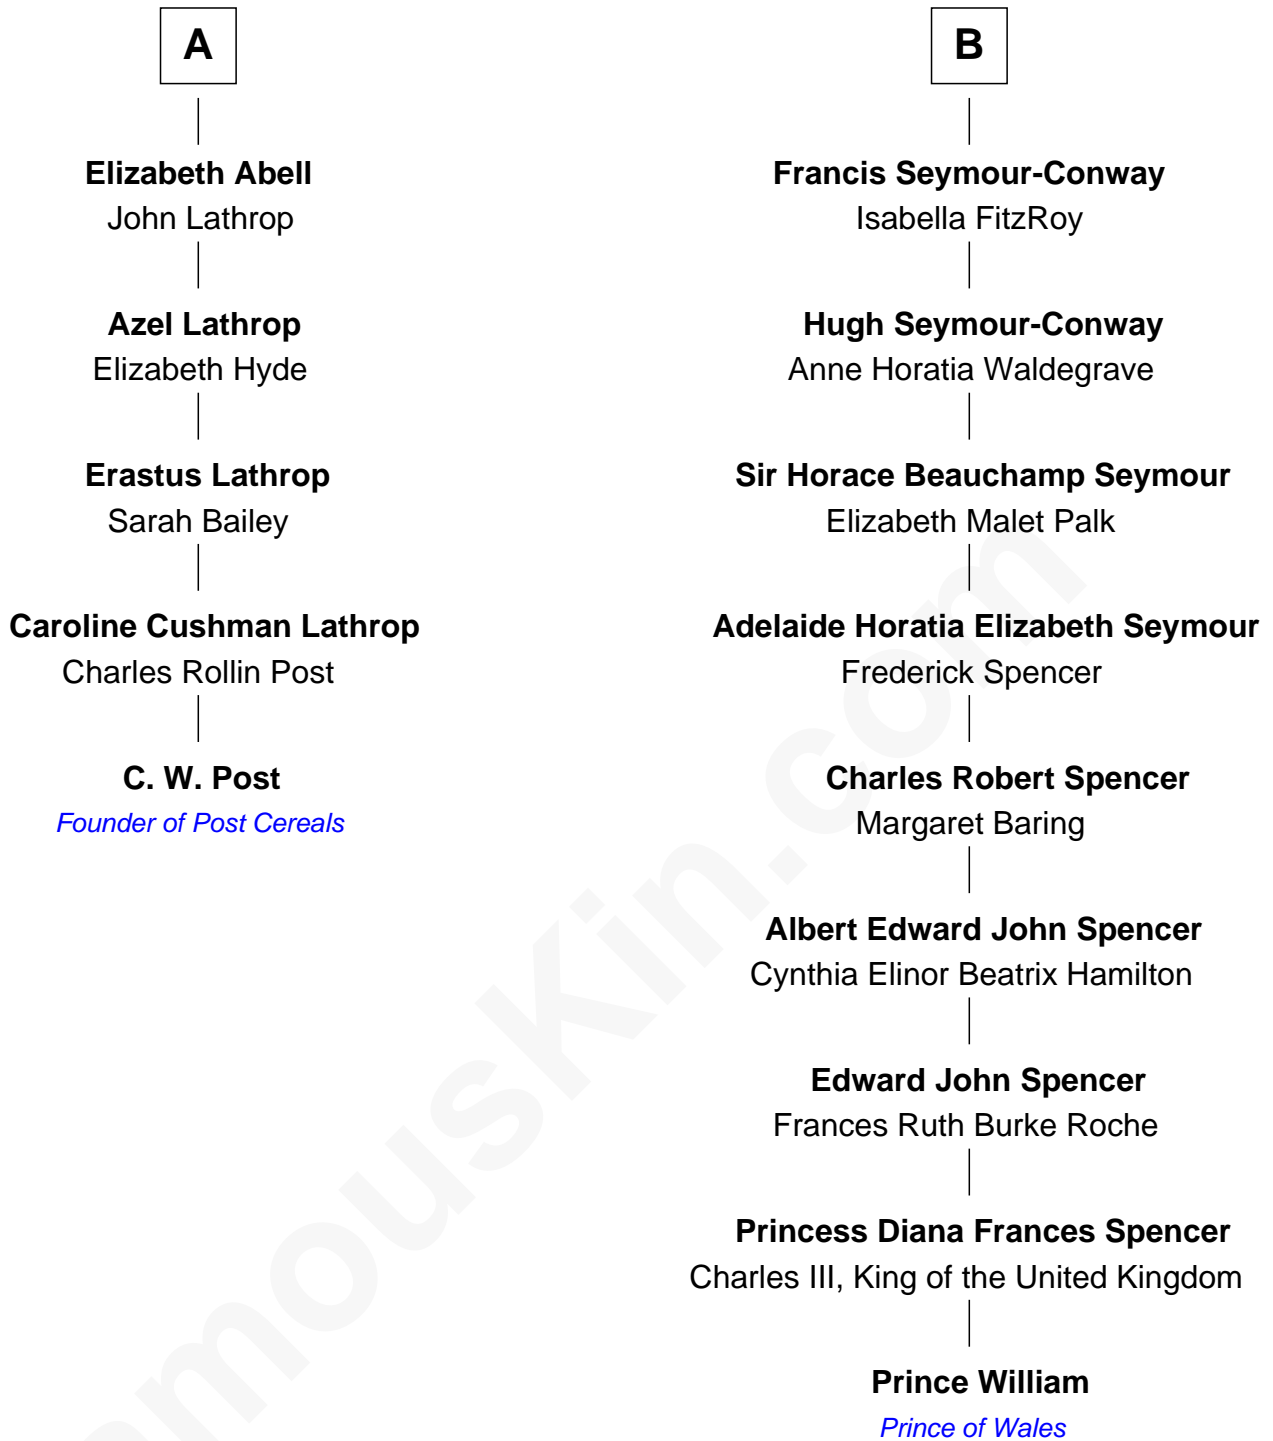 A
Elizabeth Abell
John Lathrop
Azel Lathrop
Elizabeth Hyde
Erastus Lathrop
Sarah Bailey
Caroline Cushman Lathrop
Charles Rollin Post
C. W. Post
Founder of Post Cereals
B
Francis Seymour-Conway
Isabella FitzRoy
Hugh Seymour-Conway
Anne Horatia Waldegrave
Sir Horace Beauchamp Seymour
Elizabeth Malet Palk
Adelaide Horatia Elizabeth Seymour
Frederick Spencer
Charles Robert Spencer
Margaret Baring
Albert Edward John Spencer
Cynthia Elinor Beatrix Hamilton
Edward John Spencer
Frances Ruth Burke Roche
Princess Diana Frances Spencer
Charles III, King of the United Kingdom
Prince William
Prince of Wales
amousKin.com